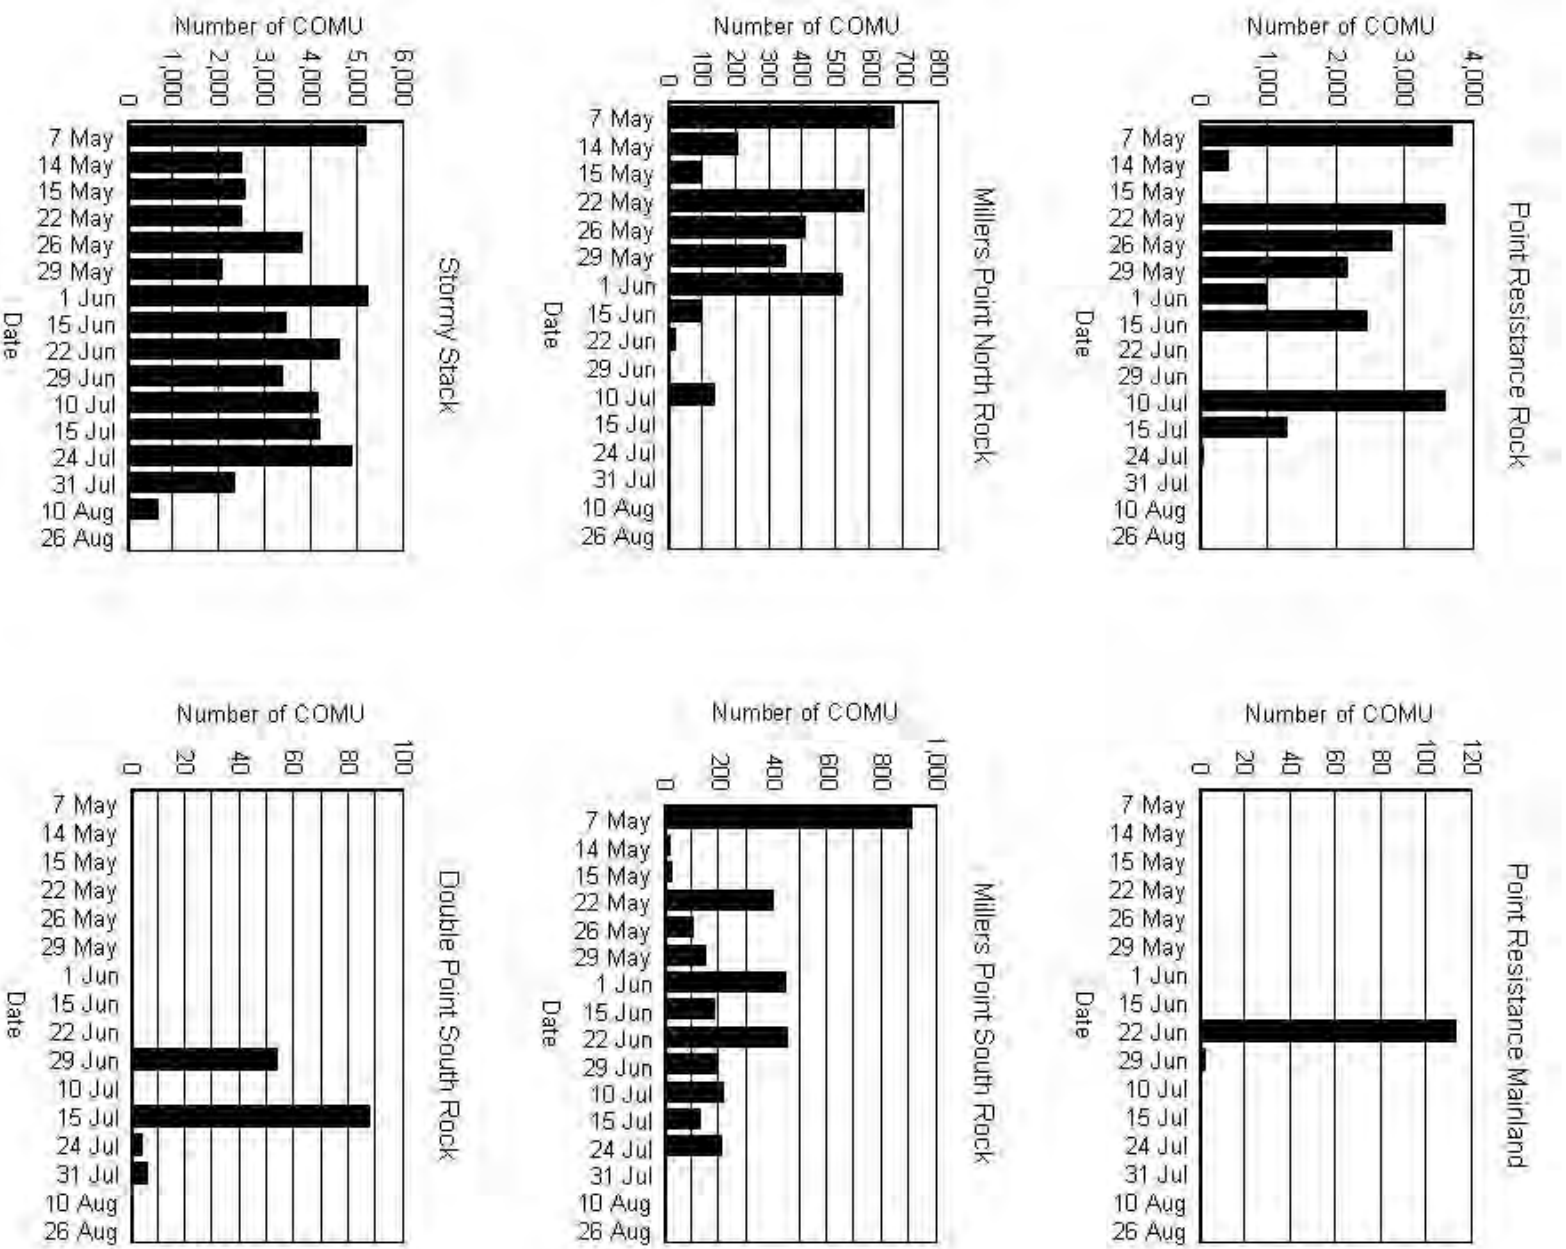 Number of COMU
0 1,000 2,000 3,000 4,000 5,000 6,000
7 May
14 May
15 May
22 May
26 May
29 May
1 Jun
15 Jun
22 Jun
29 Jun
10 Jul
15 Jul
24 Jul
31 Jul
10 Aug
26 Aug
Date
Stormy Stack
Number of COMU
0 100 200 300 400 500 600 700 800
7 May
14 May
15 May
22 May
26 May
29 May
1 Jun
15 Jun
22 Jun
29 Jun
10 Jul
15 Jul
24 Jul
31 Jul
10 Aug
26 Aug
Date
Millers Point North Rock
Number of COMU
0 1,000 2,000 3,000 4,000
7 May
14 May
15 May
22 May
26 May
29 May
1 Jun
15 Jun
22 Jun
29 Jun
10 Jul
15 Jul
24 Jul
31 Jul
10 Aug
26 Aug
Date
Point Resistance Rock
Number of COMU
0 20 40 60 80 100
7 May
14 May
15 May
22 May
26 May
29 May
1 Jun
15 Jun
22 Jun
29 Jun
10 Jul
15 Jul
24 Jul
31 Jul
10 Aug
26 Aug
Date
Double Point South Rock
Number of COMU
0 200 400 600 800 1,000
7 May
14 May
15 May
22 May
26 May
29 May
1 Jun
15 Jun
22 Jun
29 Jun
10 Jul
15 Jul
24 Jul
31 Jul
10 Aug
26 Aug
Date
Millers Point South Rock
Number of COMU
0 20 40 60 80 100 120
7 May
14 May
15 May
22 May
26 May
29 May
1 Jun
15 Jun
22 Jun
29 Jun
10 Jul
15 Jul
24 Jul
31 Jul
10 Aug
26 Aug
Date
Point Resistance Mainland